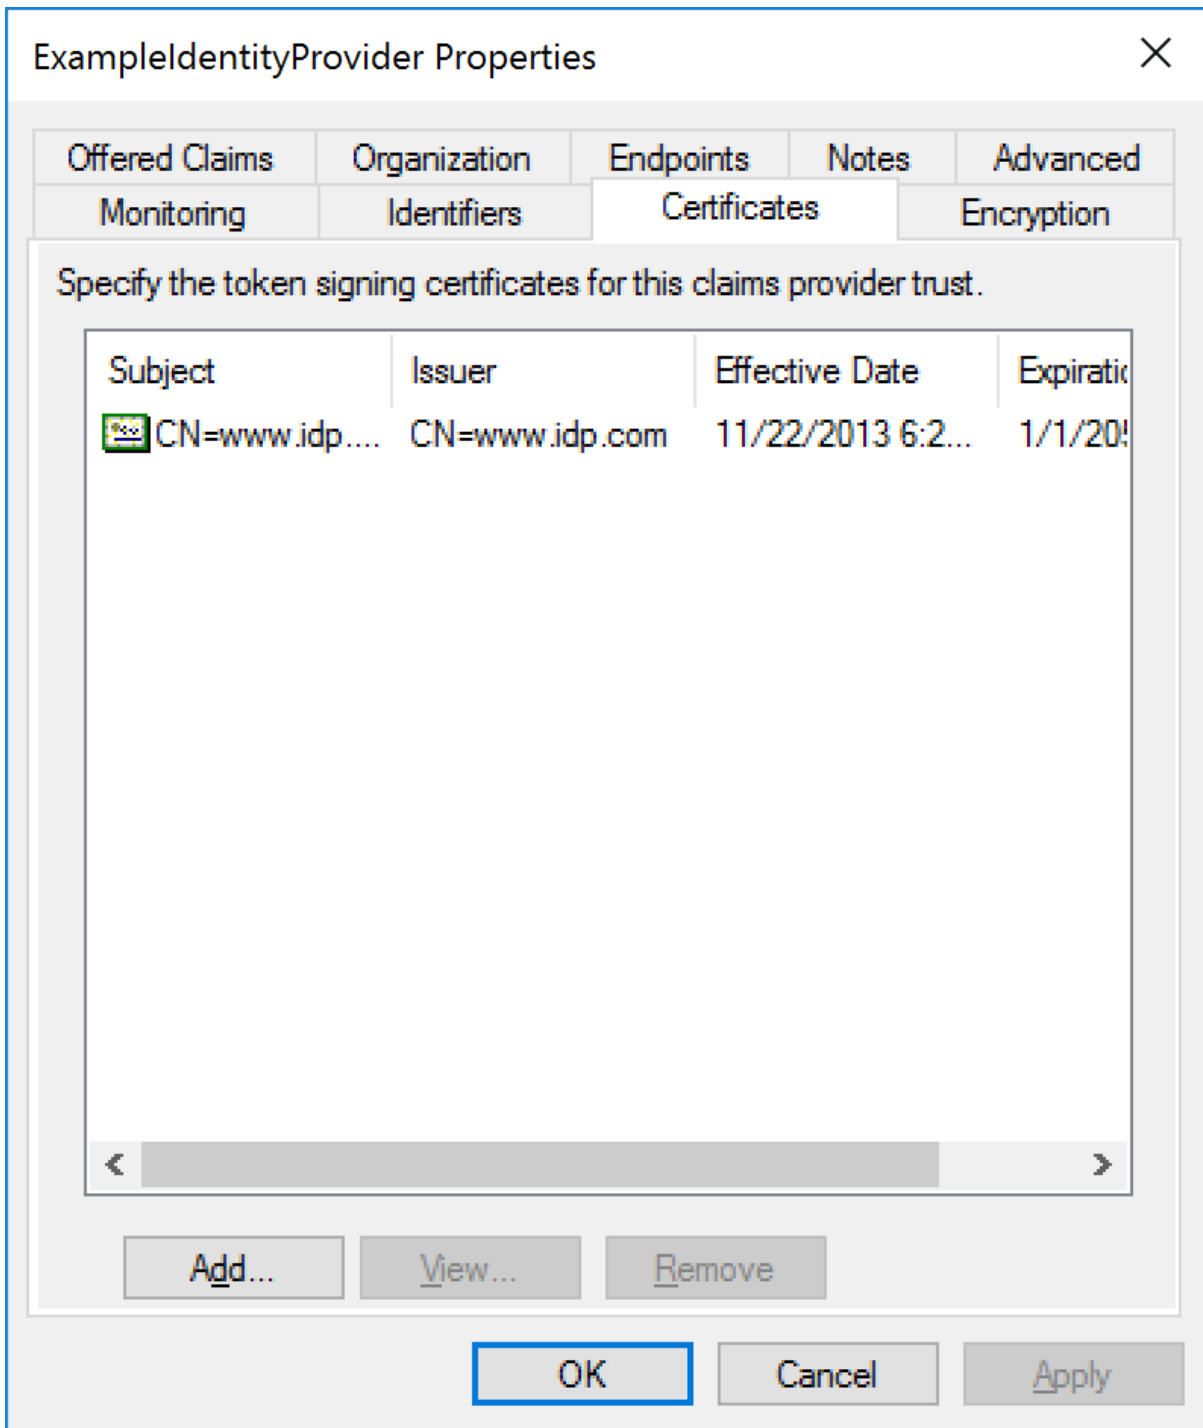 ExampleIdentityProvider Properties
Offered Claims Organization Endpoints Notes Advanced
Monitoring Identifiers Certificates Encryption
Specify the token signing certificates for this claims provider trust.
Subject Issuer Effective Date
CN=www.idp.... CN=www.idp.com 11/22/2013 6:2...
Add... View... Remove
OK Cancel Apply